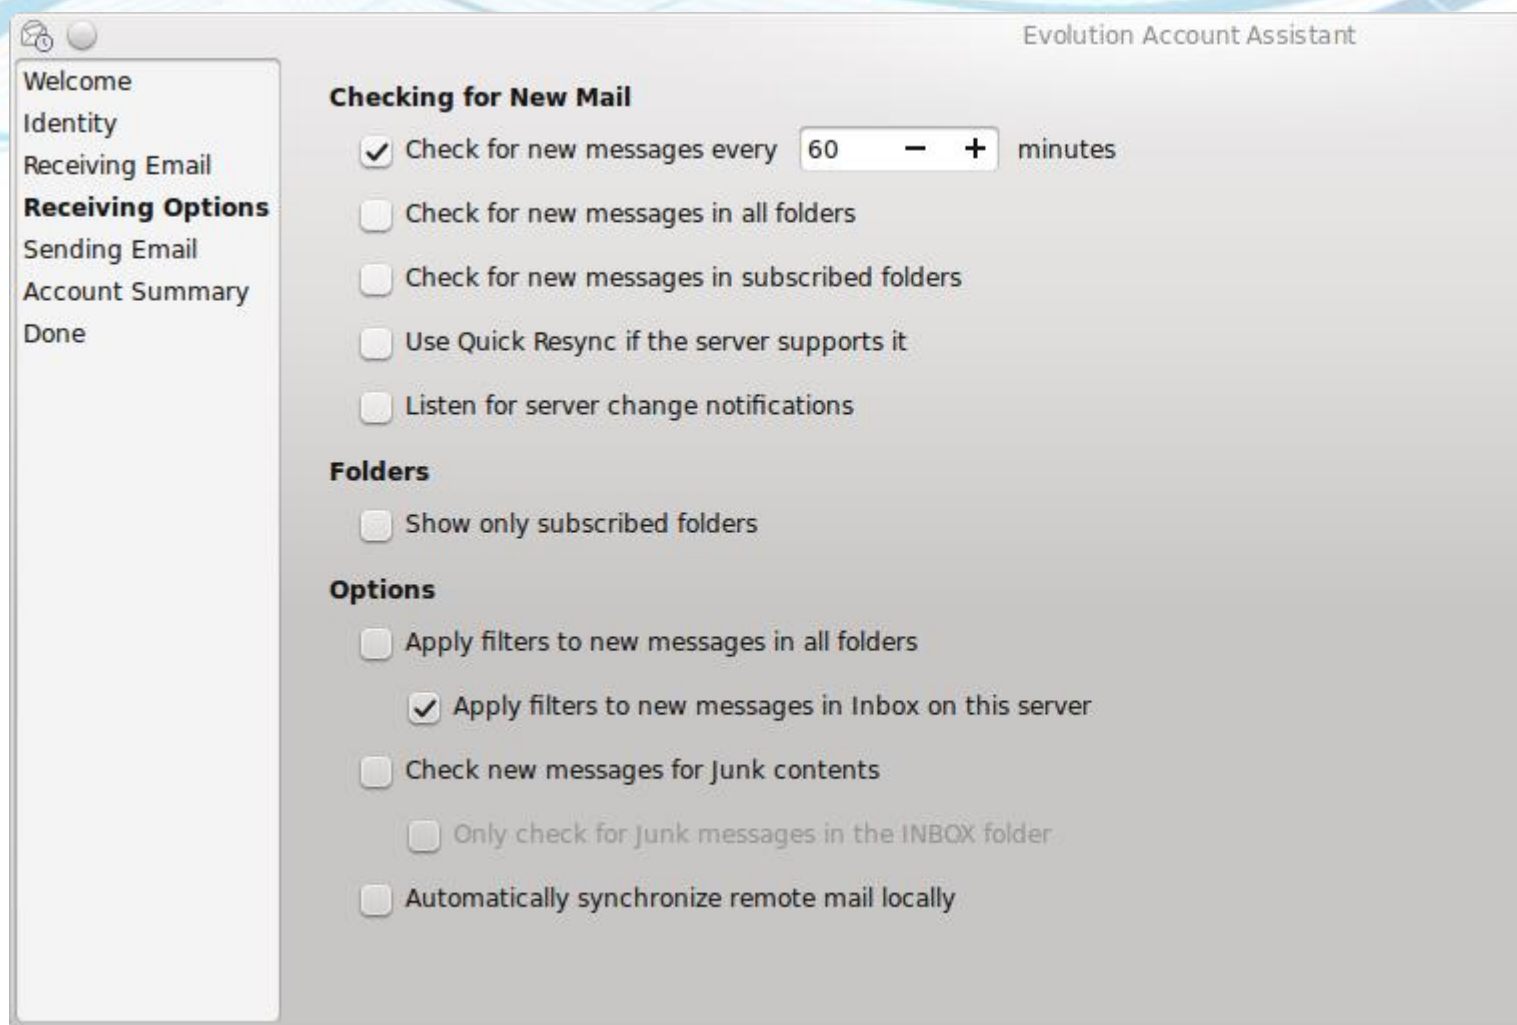 Evolution Account Assistant
Welcome
Identity
Receiving Email
Receiving Options
Sending Email
Account Summary
Done
Checking for New Mail
Check for new messages every 60 − + minutes
Check for new messages in all folders
Check for new messages in subscribed folders
Use Quick Resync if the server supports it
Listen for server change notifications
Folders
Show only subscribed folders
Options
Apply filters to new messages in all folders
Apply filters to new messages in Inbox on this server
Check new messages for Junk contents
Only check for Junk messages in the INBOX folder
Automatically synchronize remote mail locally